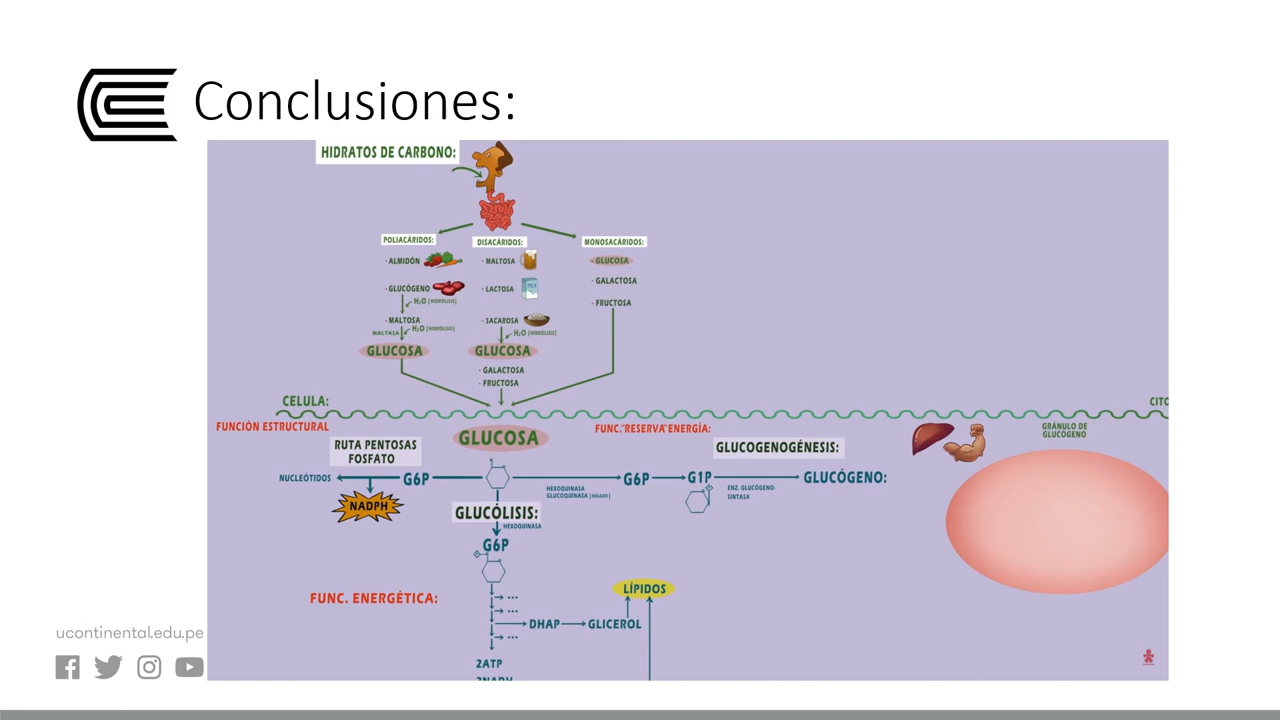 Conclusiones:
HIDRATOS DE CARBONO:
POLIACÁRIDOS:
· ALMIDÓN
· GLUCÓGENO
H2O (HIDRÓLISIS)
· MALTOSA
MALTASA
H2O (HIDRÓLISIS)
GLUCOSA
DISACÁRIDOS:
· MALTOSA
· LACTOSA
MILK
· SACAROSA
H2O (HIDRÓLISIS)
GLUCOSA
· GALACTOSA
· FRUCTOSA
MONOSACÁRIDOS:
· GLUCOSA
· GALACTOSA
· FRUCTOSA
CELULA:
CITO
FUNCIÓN ESTRUCTURAL
GLUCOSA
FUNC. "RESERVA" ENERGÍA:
GRÁNULO DE
GLUCÓGENO
RUTA PENTOSAS
FOSFATO
GLUCOGENOGÉNESIS:
NUCLEÓTIDOS
G6P
NADPH
HEXOQUINASA
GLUCOQUINASA (HÍGADO)
G6P
G1P
P
ENZ. GLUCÓGENO-
SINTASA
GLUCÓGENO:
GLUCÓLISIS:
HEXOQUINASA
G6P
P
FUNC. ENERGÉTICA:
...
...
DHAP
GLICEROL
LÍPIDOS
...
2ATP
2NADH
ucontinental.edu.pe